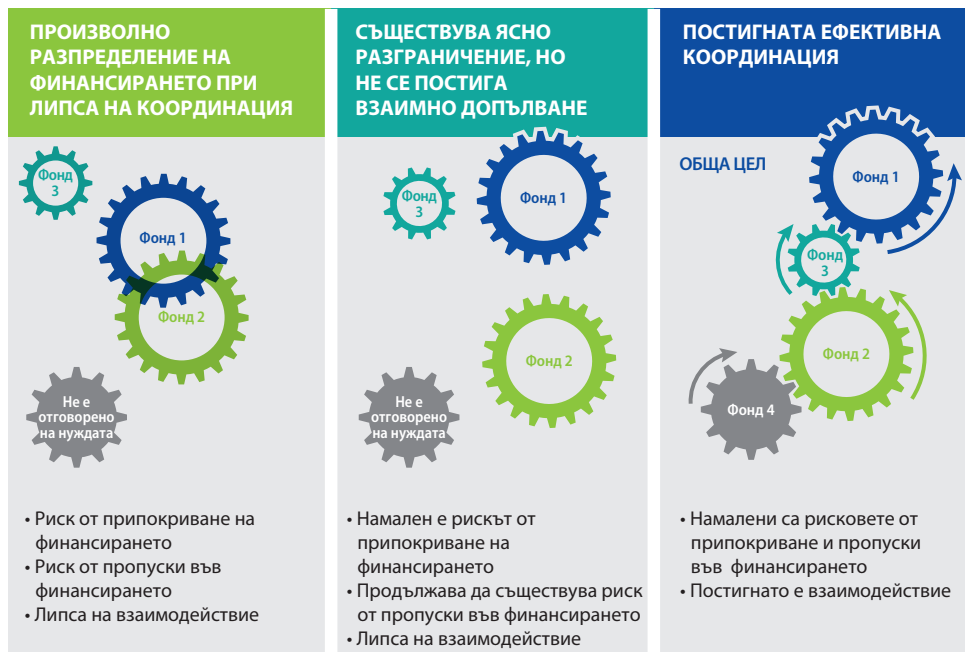 ПРОИЗВОЛНО
РАЗПРЕДЕЛЕНИЕ НА
ФИНАНСИРАНЕТО ПРИ
ЛИПСА НА КООРДИНАЦИЯ
Фонд
3
Фонд 1
Фонд 2
Не е
отговорено
на нуждата
• Риск от припокриване на
финансирането
• Риск от пропуски във
финансирането
• Липса на взаимодействие
СЪЩЕСТВУВА ЯСНО
РАЗГРАНИЧЕНИЕ, НО
НЕ СЕ ПОСТИГА
ВЗАИМНО ДОПЪЛВАНЕ
Фонд
3
Фонд 1
Фонд 2
Не е
отговорено
на нуждата
• Намален е рискът от
припокриване на
финансирането
• Продължава да съществува риск
от пропуски във финансирането
• Липса на взаимодействие
ПОСТИГНАТА ЕФЕКТИВНА
КООРДИНАЦИЯ
ОБЩА ЦЕЛ
Фонд 1
Фонд
3
Фонд 2
Фонд 4
• Намалени са рисковете от
припокриване и пропуски
във финансирането
• Постигнато е взаимодействие